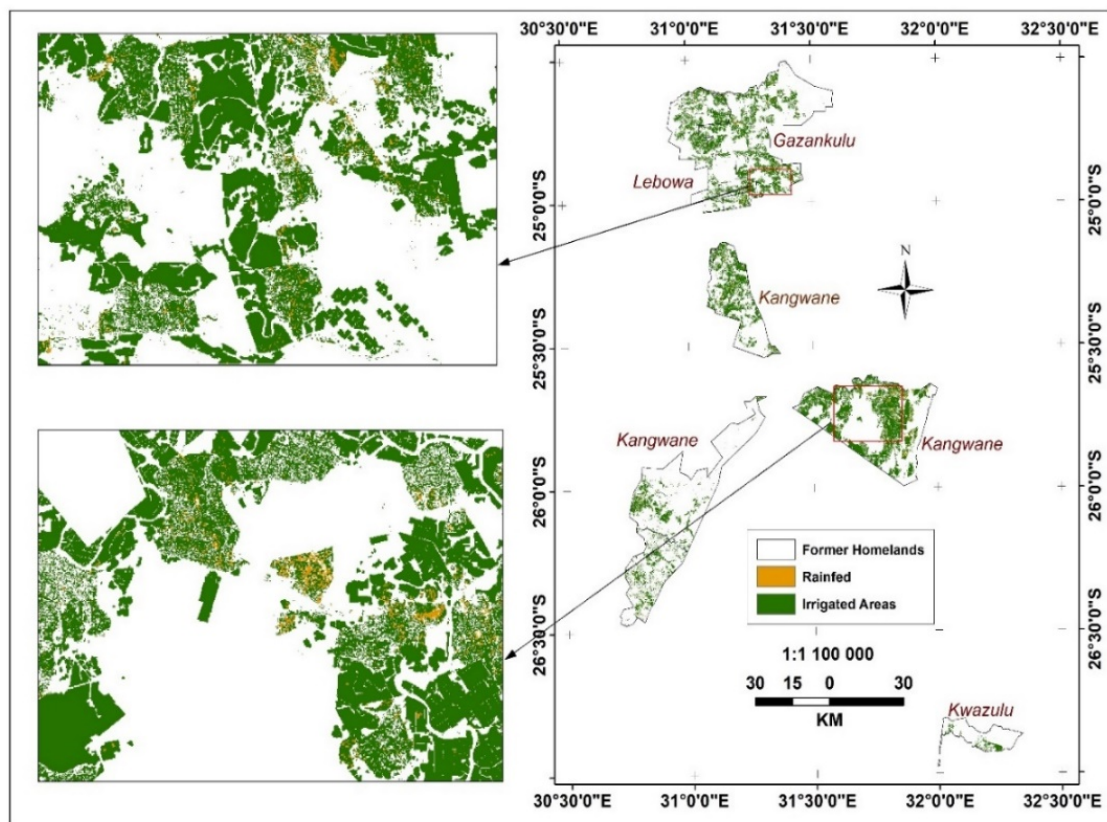 30°30'0"E 31°0'0"E 31°30'0"E 32°0'0"E 32°30'0"E
Gazankulu
Lebowa
25°0'0"S 25°0'0"S
N
Kangwane
25°30'0"S 25°30'0"S
Kangwane
Kangwane
26°0'0"S 26°0'0"S
Former Homelands
Rainfed
Irrigated Areas
26°30'0"S 26°30'0"S
1:1 100 000
30 15 0 30
KM
Kwazulu
30°30'0"E 31°0'0"E 31°30'0"E 32°0'0"E 32°30'0"E